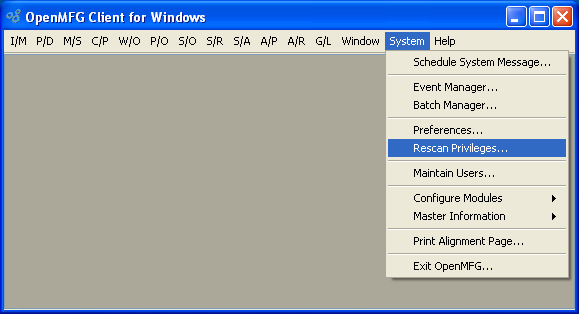 OpenMFG Client for Windows
I/M P/D M/S C/P W/O P/O S/O S/R S/A A/P A/R G/L Window System Help
Schedule System Message...
Event Manager...
Batch Manager...
Preferences...
Rescan Privileges...
Maintain Users...
Configure Modules
Master Information
Print Alignment Page...
Exit OpenMFG...